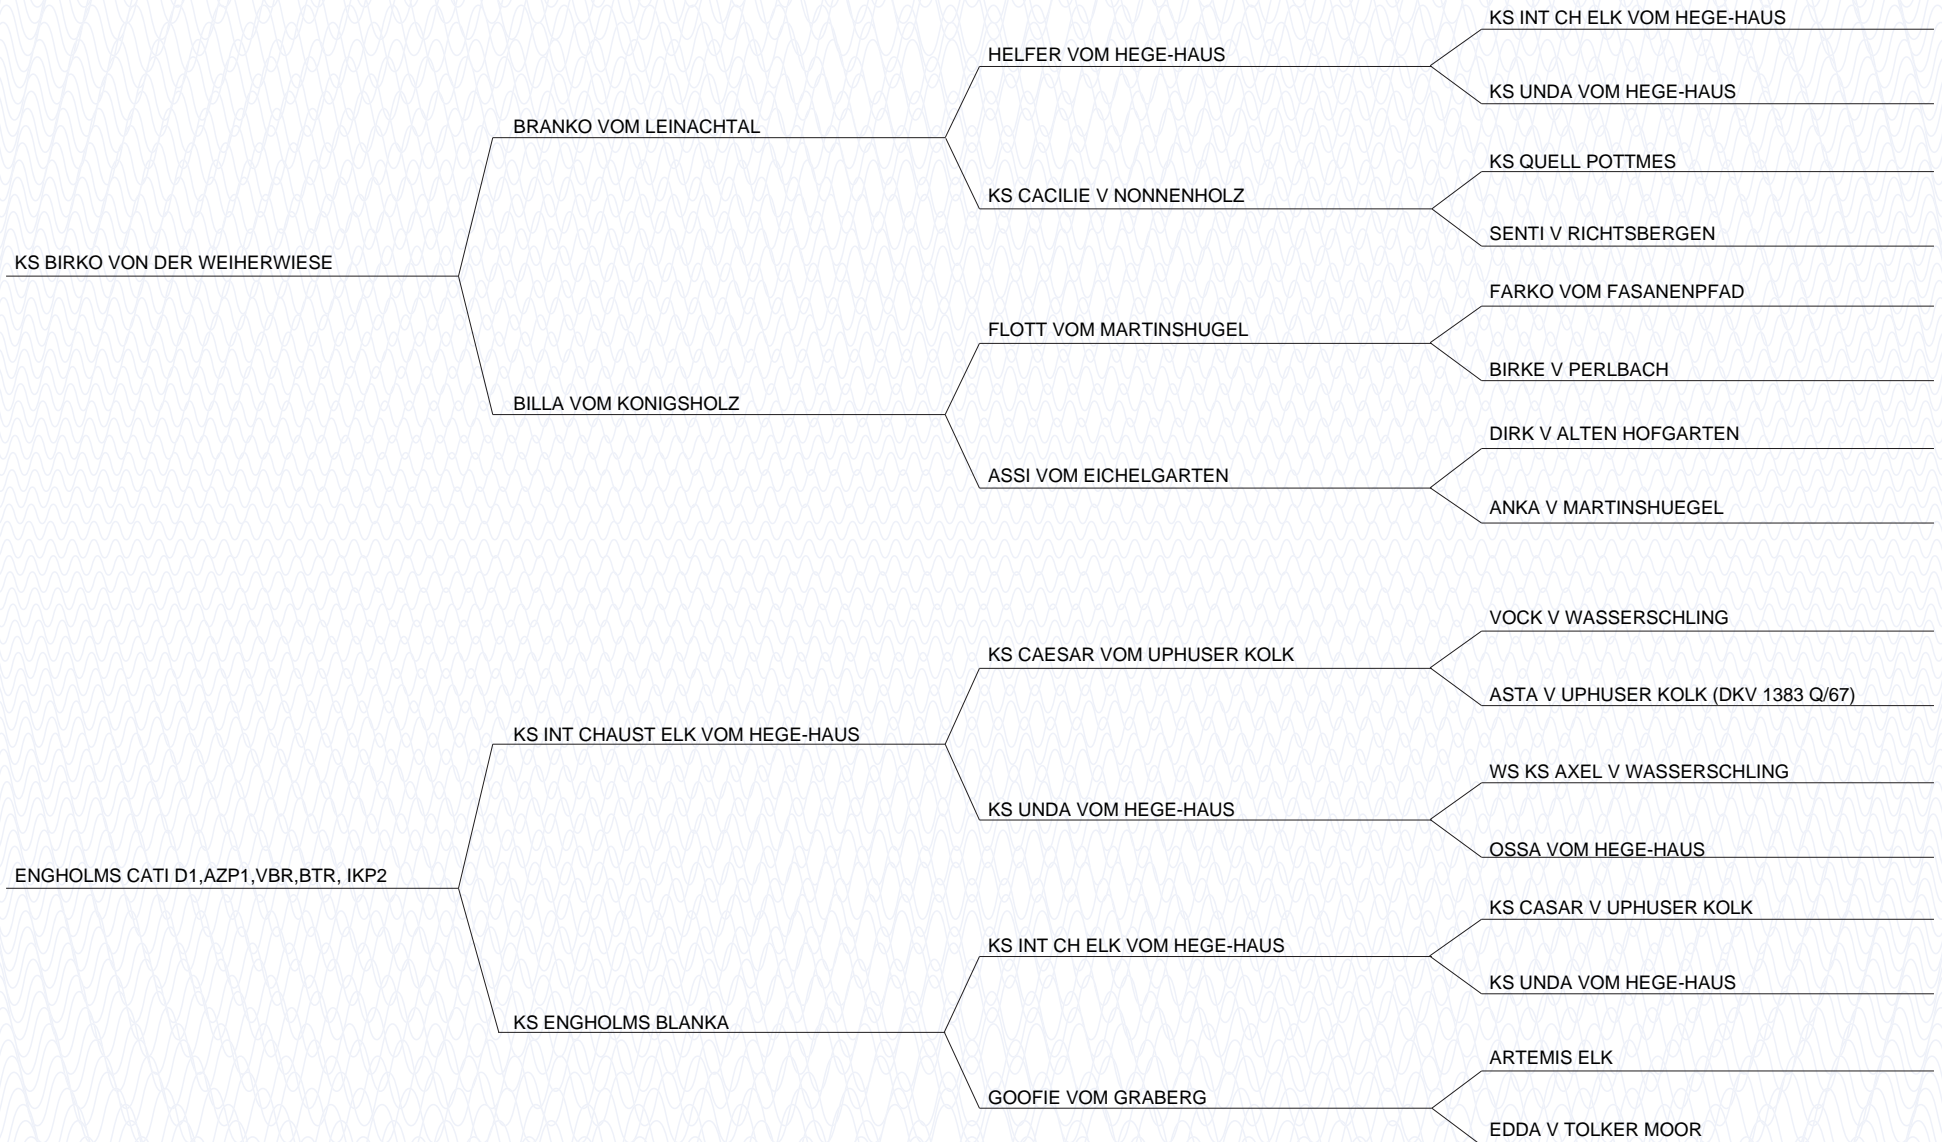 KS INT CH ELK VOM HEGE-HAUS
HELFER VOM HEGE-HAUS
KS UNDA VOM HEGE-HAUS
BRANKO VOM LEINACHTAL
KS QUELL POTTMES
KS CACILIE V NONNENHOLZ
SENTI V RICHTSBERGEN
KS BIRKO VON DER WEIHERWIESE
FARKO VOM FASANENPFAD
FLOTT VOM MARTINSHUGEL
BIRKE V PERLBACH
BILLA VOM KONIGSHOLZ
DIRK V ALTEN HOFGARTEN
ASSI VOM EICHELGARTEN
ANKA V MARTINSHUEGEL
VOCK V WASSERSCHLING
KS CAESAR VOM UPHUSER KOLK
ASTA V UPHUSER KOLK (DKV 1383 Q/67)
KS INT CHAUST ELK VOM HEGE-HAUS
WS KS AXEL V WASSERSCHLING
KS UNDA VOM HEGE-HAUS
OSSA VOM HEGE-HAUS
ENGHOLMS CATI D1,AZP1,VBR,BTR, IKP2
KS CASAR V UPHUSER KOLK
KS INT CH ELK VOM HEGE-HAUS
KS UNDA VOM HEGE-HAUS
KS ENGHOLMS BLANKA
ARTEMIS ELK
GOOFIE VOM GRABERG
EDDA V TOLKER MOOR